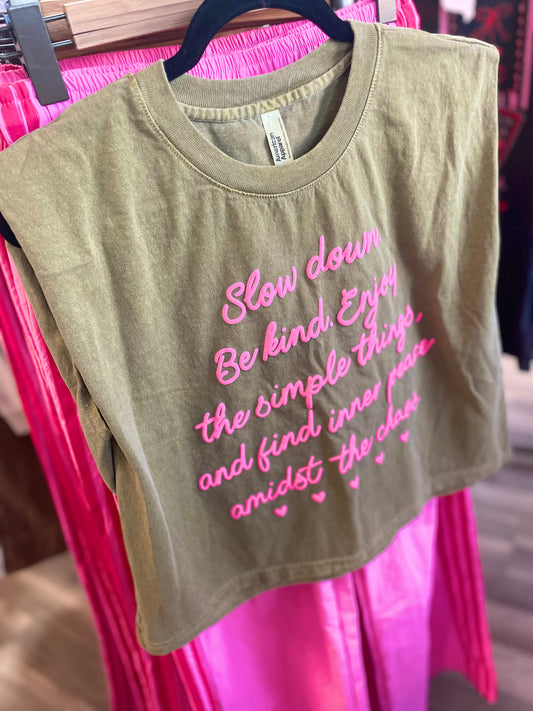 American
Apparel
Slow down.
Be kind. Enjoy
the simple things,
and find inner peace
amidst the chaos